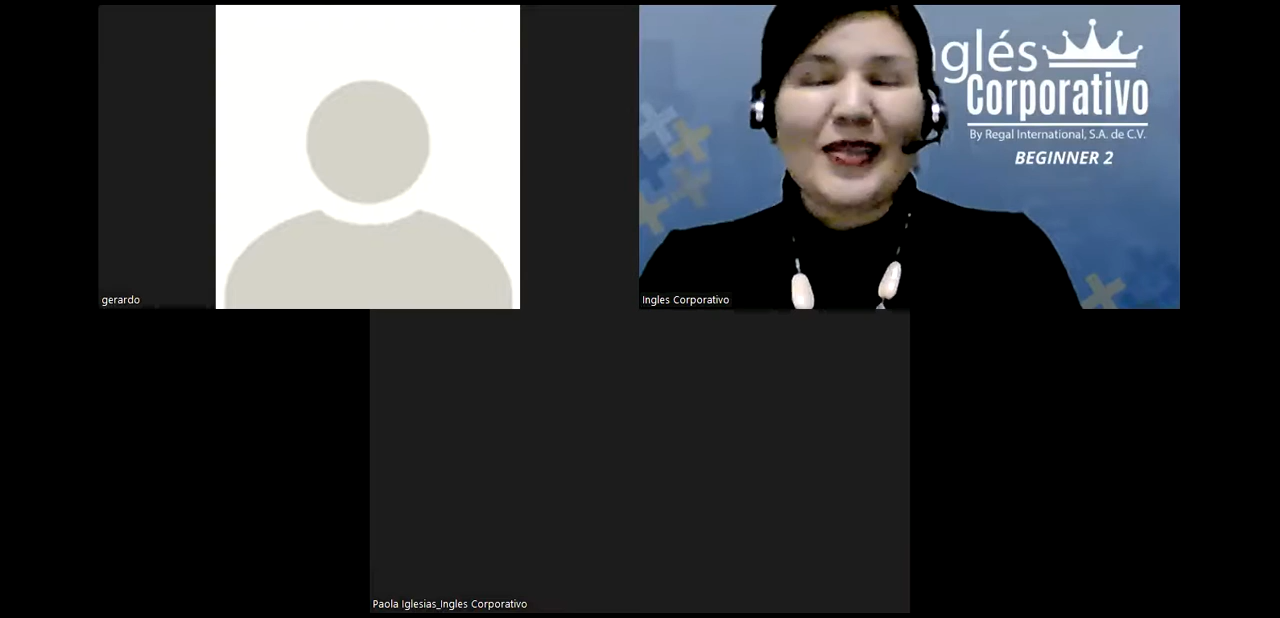 nglés
Corporativo
By Regal International, S.A. de C.V.
BEGINNER 2
gerardo
Ingles Corporativo
Paola Iglesias_Ingles Corporativo